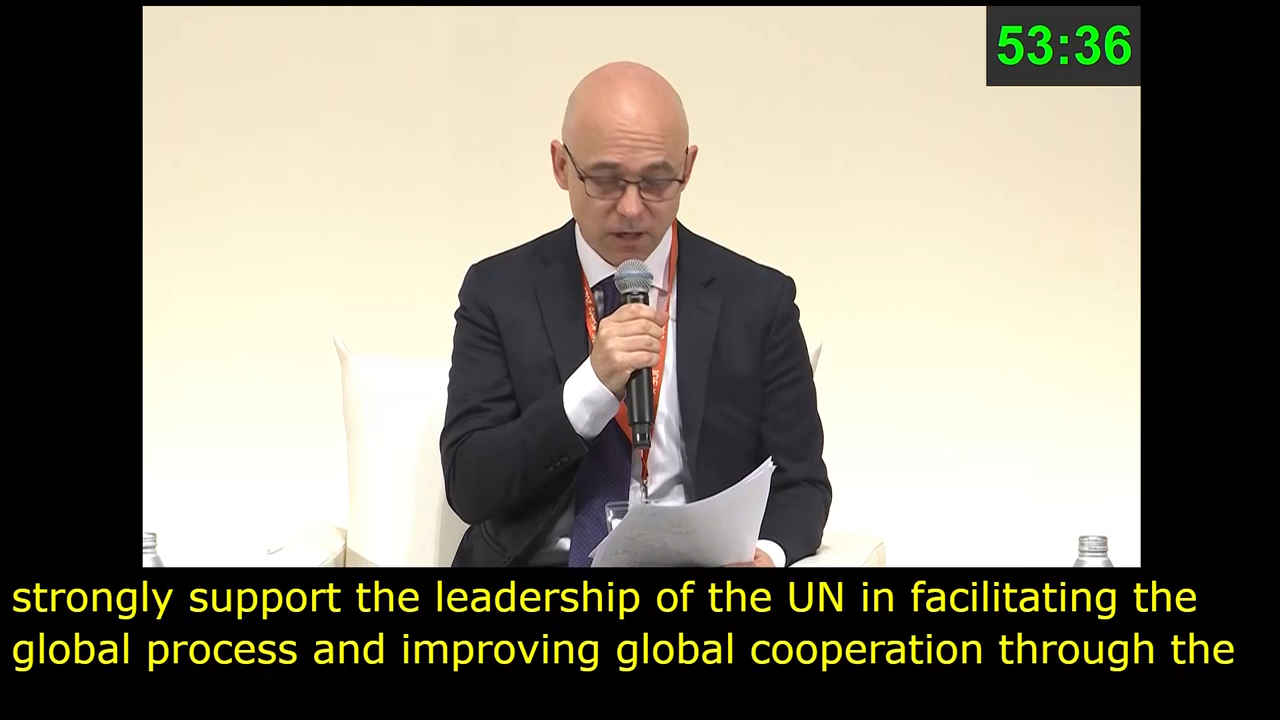 53:36
strongly support the leadership of the UN in facilitating the
global process and improving global cooperation through the